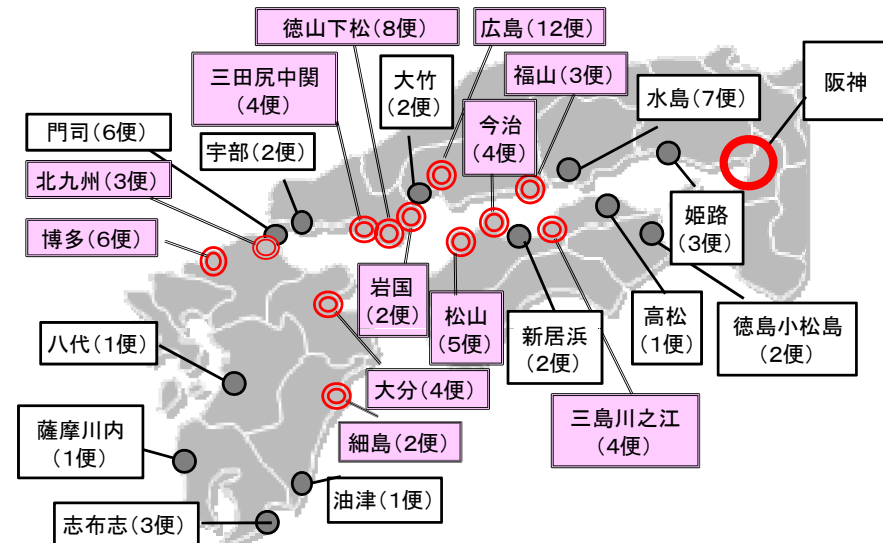 徳山下松(8便)
広島(12便)
三田尻中関
(4便)
大竹
(2便)
福山(3便)
阪神
水島(7便)
今治
(4便)
門司(6便)
宇部(2便)
北九州(3便)
博多(6便)
姫路
(3便)
岩国
(2便)
松山
(5便)
新居浜
(2便)
高松
(1便)
徳島小松島
(2便)
八代(1便)
大分(4便)
三島川之江
(4便)
細島(2便)
薩摩川内
(1便)
油津(1便)
志布志(3便)